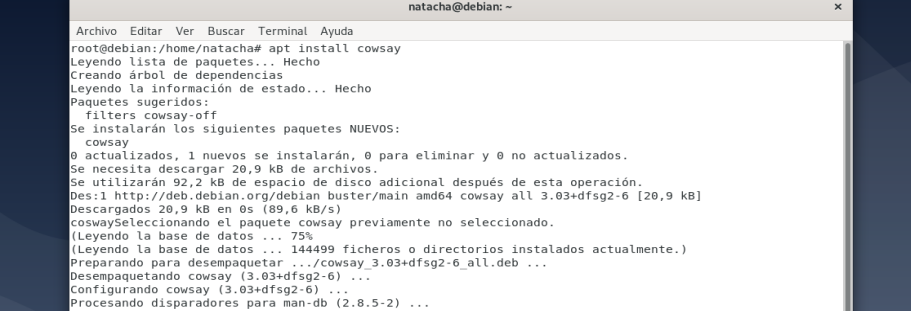 natacha@debian: ~
×
Archivo Editar Ver Buscar Terminal Ayuda
root@debian:/home/natacha# apt install cowsay
Leyendo lista de paquetes... Hecho
Creando árbol de dependencias
Leyendo la información de estado... Hecho
Paquetes sugeridos:
  filters cowsay-off
Se instalarán los siguientes paquetes NUEVOS:
  cowsay
0 actualizados, 1 nuevos se instalarán, 0 para eliminar y 0 no actualizados.
Se necesita descargar 20,9 kB de archivos.
Se utilizarán 92,2 kB de espacio de disco adicional después de esta operación.
Des:1 http://deb.debian.org/debian buster/main amd64 cowsay all 3.03+dfsg2-6 [20,9 kB]
Descargados 20,9 kB en 0s (89,6 kB/s)
coswaySeleccionando el paquete cowsay previamente no seleccionado.
(Leyendo la base de datos ... 75%
(Leyendo la base de datos ... 144499 ficheros o directorios instalados actualmente.)
Preparando para desempaquetar .../cowsay_3.03+dfsg2-6_all.deb ...
Desempaquetando cowsay (3.03+dfsg2-6) ...
Configurando cowsay (3.03+dfsg2-6) ...
Procesando disparadores para man-db (2.8.5-2) ...